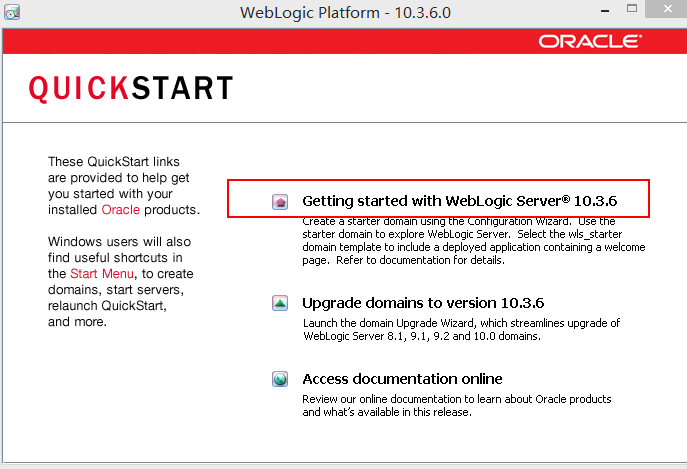 WebLogic Platform - 10.3.6.0
ORACLE
QUICKSTART
These QuickStart links
are provided to help get
you started with your
installed Oracle products.
Windows users will also
find useful shortcuts in
the Start Menu, to create
domains, start servers,
relaunch QuickStart,
and more.
Getting started with WebLogic Server® 10.3.6
Create a starter domain using the Configuration Wizard. Use the
starter domain to explore WebLogic Server. Select the wls_starter
domain template to include a deployed application containing a welcome
page. Refer to documentation for details.
Upgrade domains to version 10.3.6
Launch the domain Upgrade Wizard, which streamlines upgrade of
WebLogic Server 8.1, 9.1, 9.2 and 10.0 domains.
Access documentation online
Review our online documentation to learn about Oracle products
and what's available in this release.